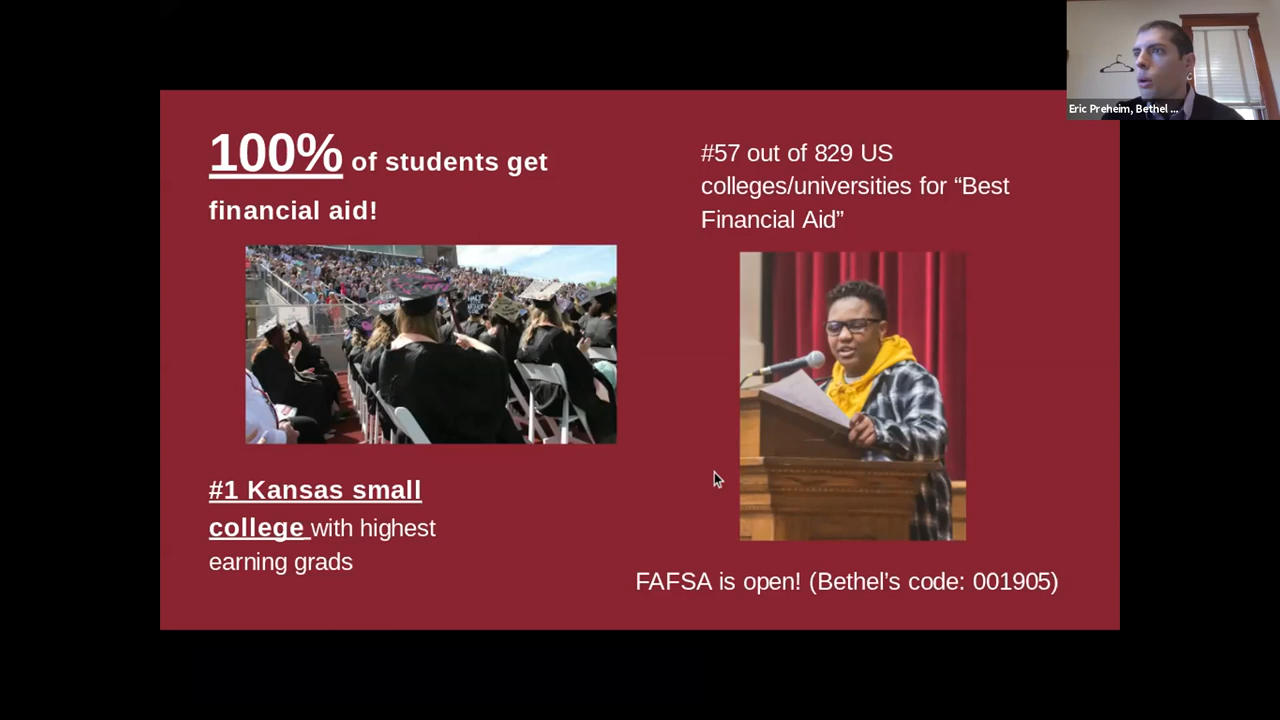 Eric Preheim, Bethel ...
100% of students get
financial aid!
#57 out of 829 US
colleges/universities for “Best
Financial Aid”
#1 Kansas small
college with highest
earning grads
FAFSA is open! (Bethel's code: 001905)